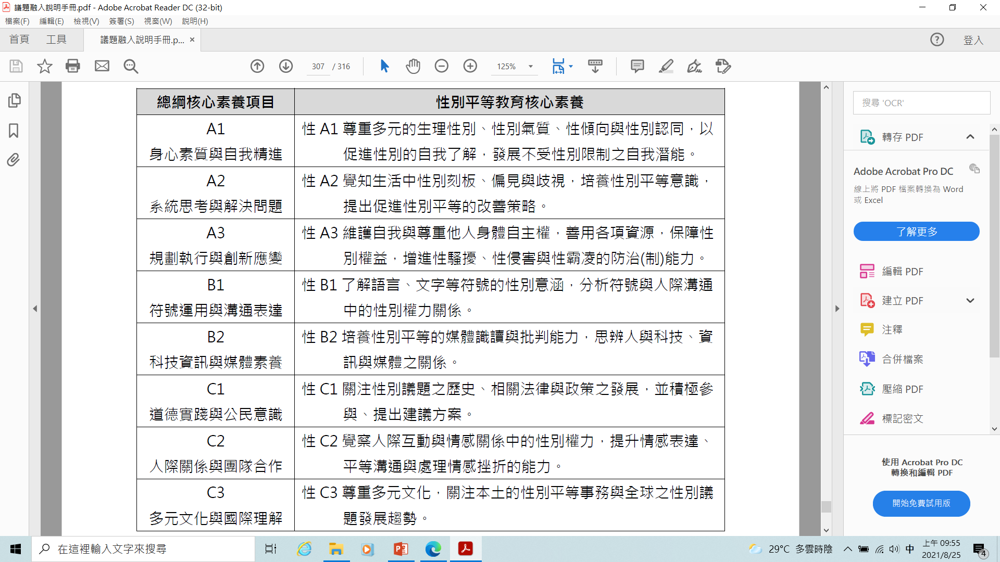 議題融入說明手冊.pdf - Adobe Acrobat Reader DC (32-bit)
檔案(F) 編輯(E) 檢視(V) 簽署(S) 視窗(W) 說明(H)
首頁 工具 議題融入說明手冊.p... × 登入
307 / 316 125%
總綱核心素養項目 性別平等教育核心素養
A1
身心素質與自我精進
性 A1 尊重多元的生理性別、性別氣質、性傾向與性別認同，以
促進性別的自我了解，發展不受性別限制之自我潛能。
A2
系統思考與解決問題
性 A2 覺知生活中性別刻板、偏見與歧視，培養性別平等意識，
提出促進性別平等的改善策略。
A3
規劃執行與創新應變
性 A3 維護自我與尊重他人身體自主權，善用各項資源，保障性
別權益，增進性騷擾、性侵害與性霸凌的防治(制)能力。
B1
符號運用與溝通表達
性 B1 了解語言、文字等符號的性別意涵，分析符號與人際溝通
中的性別權力關係。
B2
科技資訊與媒體素養
性 B2 培養性別平等的媒體識讀與批判能力，思辨人與科技、資
訊與媒體之關係。
C1
道德實踐與公民意識
性 C1 關注性別議題之歷史、相關法律與政策之發展，並積極參
與、提出建議方案。
C2
人際關係與團隊合作
性 C2 覺察人際互動與情感關係中的性別權力，提升情感表達、
平等溝通與處理情感挫折的能力。
C3
多元文化與國際理解
性 C3 尊重多元文化，關注本土的性別平等事務與全球之性別議
題發展趨勢。
搜尋 'OCR'
轉存 PDF
Adobe Acrobat Pro DC
線上將 PDF 檔案轉換為 Word
或 Excel
了解更多
編輯 PDF
建立 PDF
注釋
合併檔案
壓縮 PDF
標記密文
使用 Acrobat Pro DC
轉換和編輯 PDF
開始免費試用版
在這裡輸入文字來搜尋
29°C 多雲時陰
中
上午 09:55
2021/8/25
4